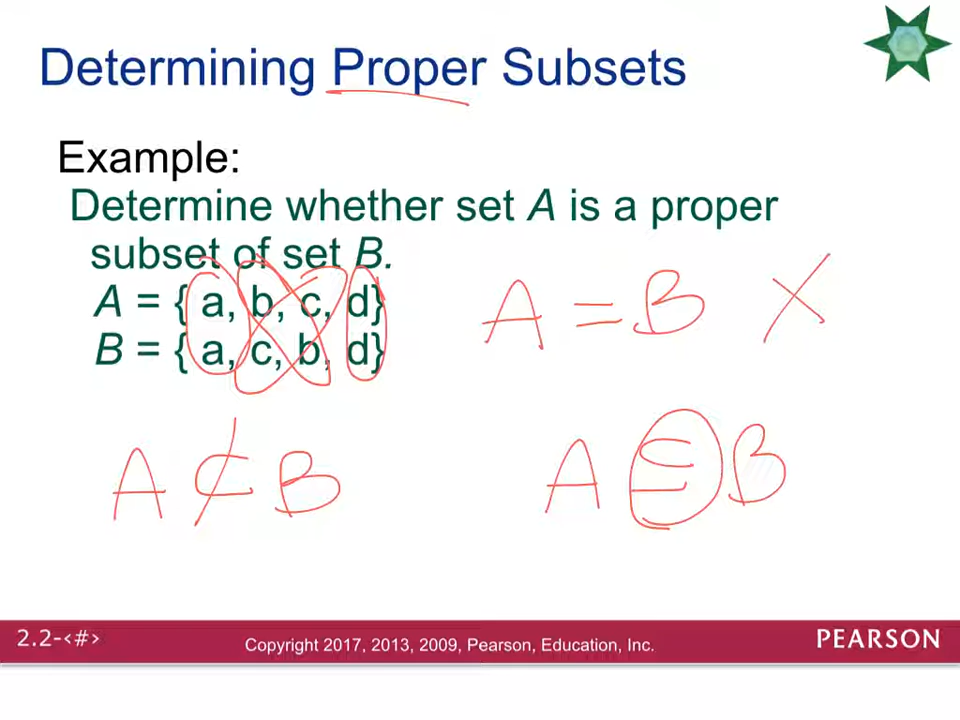 Determining Proper Subsets
Example:
Determine whether set A is a proper
subset of set B.
A = { a, b, c, d}
B = { a, c, b, d}
A = B X
A ⊄ B
A ⊆ B
2.2-<#>
Copyright 2017, 2013, 2009, Pearson, Education, Inc.
PEARSON